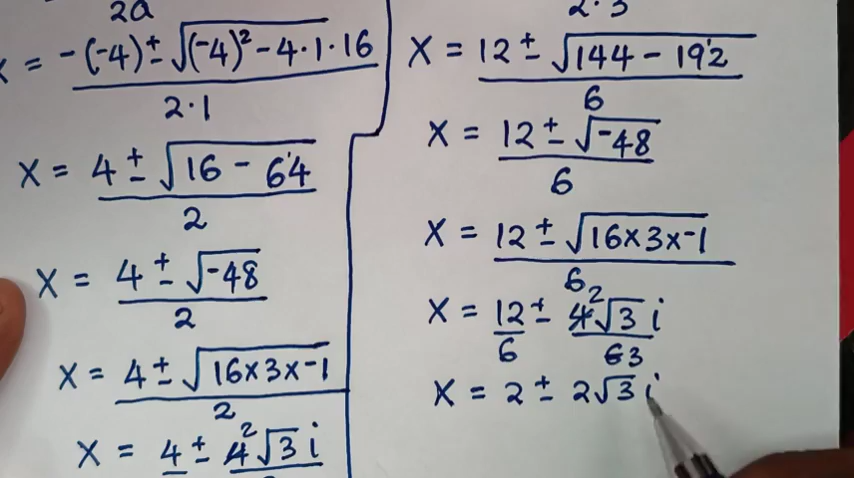 2a
x = -(-4) ± √(-4)² - 4·1·16
2·1
x = 4 ± √16 - 64
2
x = 4 ± √-48
2
x = 4 ± √16x3x-1
2
x = 4 ± 4 2 √3 i
2·3
x = 12 ± √144 - 192
6
x = 12 ± √-48
6
x = 12 ± √16x3x-1
6
x = 12 ± 4 2 √3 i
6 6 3
x = 2 ± 2√3 i